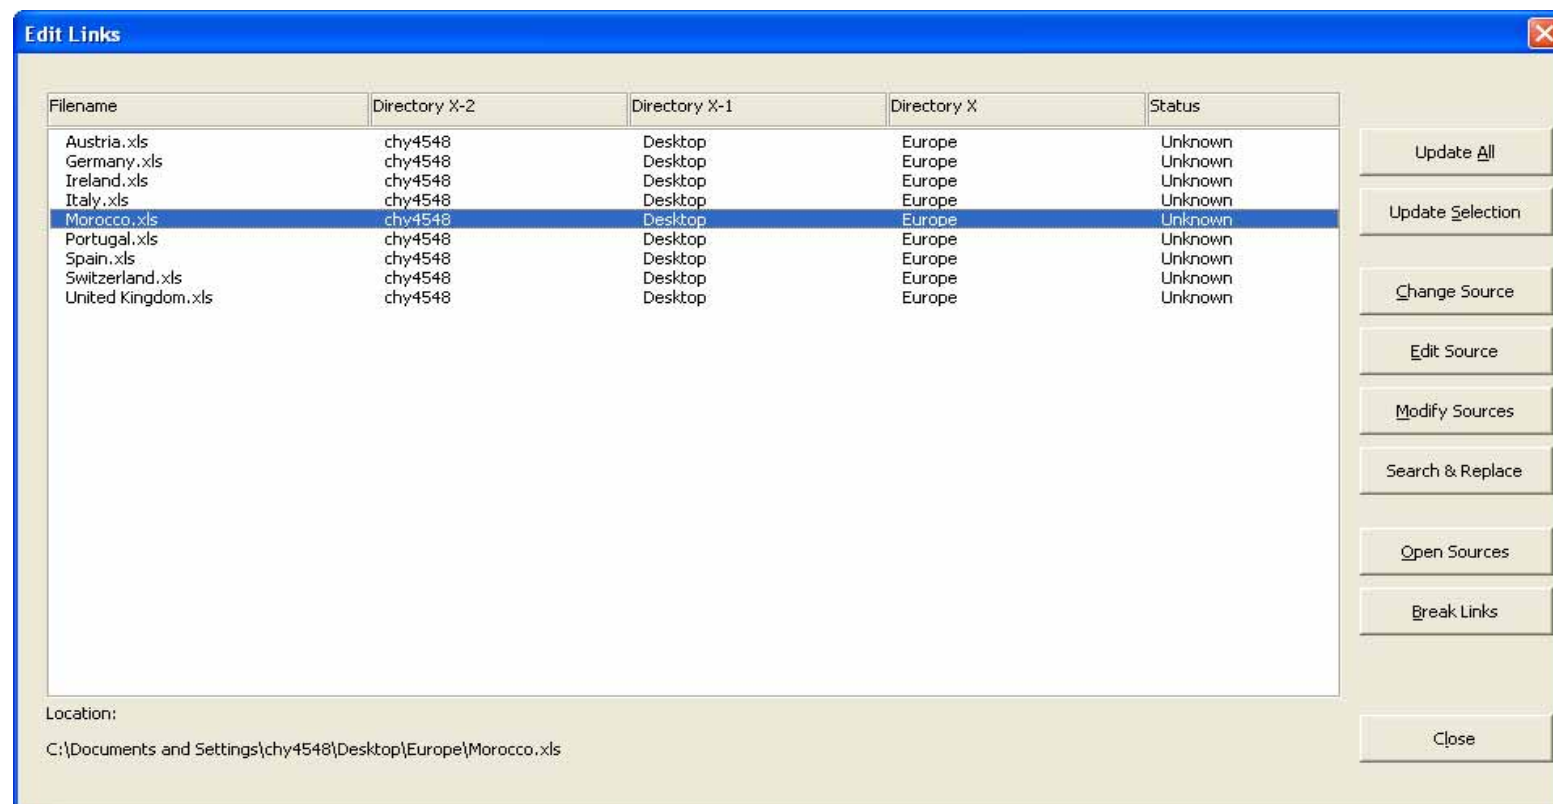 Edit Links
Filename Directory X-2 Directory X-1 Directory X Status
Austria.xls chy4548 Desktop Europe Unknown
Germany.xls chy4548 Desktop Europe Unknown
Ireland.xls chy4548 Desktop Europe Unknown
Italy.xls chy4548 Desktop Europe Unknown
Morocco.xls chy4548 Desktop Europe Unknown
Portugal.xls chy4548 Desktop Europe Unknown
Spain.xls chy4548 Desktop Europe Unknown
Switzerland.xls chy4548 Desktop Europe Unknown
United Kingdom.xls chy4548 Desktop Europe Unknown
Update All
Update Selection
Change Source
Edit Source
Modify Sources
Search & Replace
Open Sources
Break Links
Location:
C:\Documents and Settings\chy4548\Desktop\Europe\Morocco.xls
Close